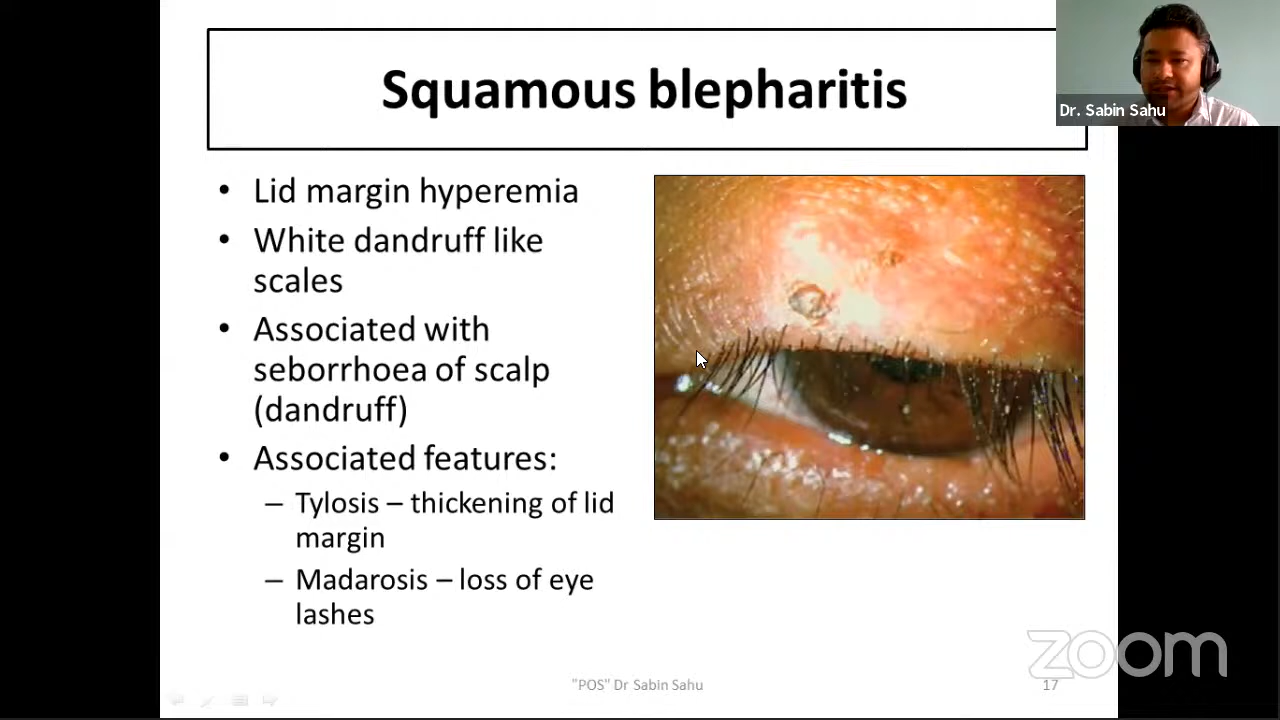 Squamous blepharitis
Dr. Sabin Sahu
• Lid margin hyperemia
• White dandruff like
scales
• Associated with
seborrhoea of scalp
(dandruff)
• Associated features:
– Tylosis – thickening of lid
margin
– Madarosis – loss of eye
lashes
zoom
"POS" Dr Sabin Sahu
17